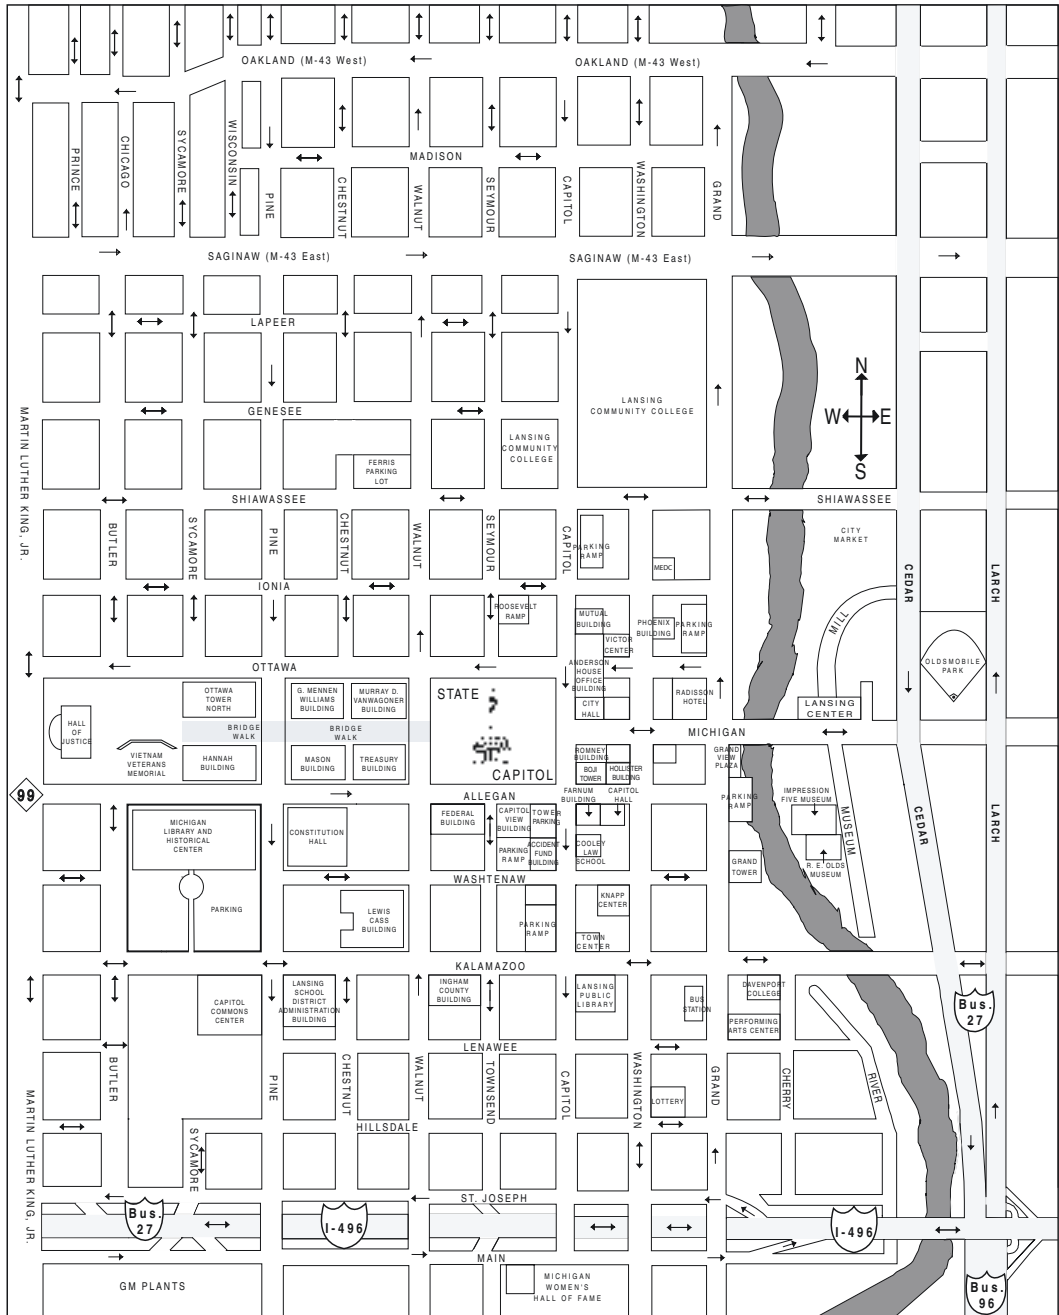 OAKLAND (M-43 West)
OAKLAND (M-43 West)
PRINCE
CHICAGO
SYCAMORE
WISCONSIN
MADISON
PINE
CHESTNUT
WALNUT
SEYMOUR
CAPITOL
WASHINGTON
GRAND
SAGINAW (M-43 East)
SAGINAW (M-43 East)
LAPEER
GENESEE
LANSING
COMMUNITY COLLEGE
N
W
E
S
MARTIN LUTHER KING, JR.
LANSING
COMMUNITY
COLLEGE
FERRIS
PARKING
LOT
SHIAWASSEE
SHIAWASSEE
BUTLER
SYCAMORE
PINE
CHESTNUT
WALNUT
SEYMOUR
CAPITOL
PARKING
RAMP
MEDC
CITY
MARKET
CEDAR
LARCH
IONIA
ROOSEVELT
RAMP
MUTUAL
BUILDING
VICTOR
CENTER
PHOENIX
BUILDING
PARKING
RAMP
MILL
OLDSMOBILE
PARK
OTTAWA
ANDERSON
HOUSE
OFFICE
BUILDING
CITY
HALL
RADISSON
HOTEL
LANSING
CENTER
HALL
OF
JUSTICE
OTTAWA
TOWER
NORTH
G. MENNEN
WILLIAMS
BUILDING
MURRAY D.
VANWAGONER
BUILDING
STATE
CAPITOL
BRIDGE
WALK
BRIDGE
WALK
MICHIGAN
VIETNAM
VETERANS
MEMORIAL
HANNAH
BUILDING
MASON
BUILDING
TREASURY
BUILDING
ROMNEY
BUILDING
BOJI
TOWER
HOLLISTER
BUILDING
GRAND
VIEW
PLAZA
99
ALLEGAN
FARNUM
BUILDING
CAPITOL
HALL
PARKING
RAMP
IMPRESSION
FIVE MUSEUM
MUSEUM
CEDAR
LARCH
MICHIGAN
LIBRARY AND
HISTORICAL
CENTER
CONSTITUTION
HALL
FEDERAL
BUILDING
CAPITOL
VIEW
BUILDING
TOWER
PARKING
PARKING
RAMP
ACCIDENT
FUND
BUILDING
COOLEY
LAW
SCHOOL
GRAND
TOWER
R. E. OLDS
MUSEUM
WASHTENAW
PARKING
LEWIS
CASS
BUILDING
PARKING
RAMP
KNAPP
CENTER
TOWN
CENTER
KALAMAZOO
CAPITOL
COMMONS
CENTER
LANSING
SCHOOL
DISTRICT
ADMINISTRATION
BUILDING
INGHAM
COUNTY
BUILDING
LANSING
PUBLIC
LIBRARY
BUS
STATION
DAVENPORT
COLLEGE
PERFORMING
ARTS CENTER
Bus.
27
LENAWEE
BUTLER
PINE
CHESTNUT
WALNUT
TOWNSEND
CAPITOL
WASHINGTON
LOTTERY
GRAND
CHERRY
RIVER
MARTIN LUTHER KING, JR.
HILLSDALE
SYCAMORE
ST. JOSEPH
Bus.
27
I-496
I-496
MAIN
GM PLANTS
MICHIGAN
WOMEN'S
HALL OF FAME
Bus.
96